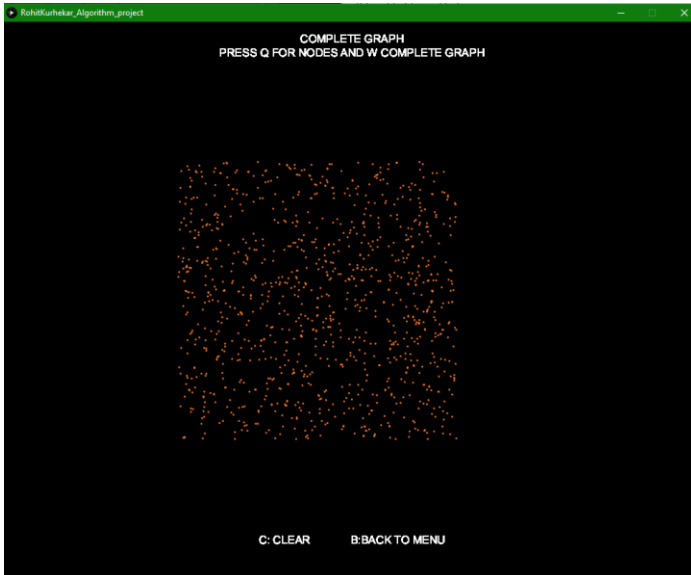 RohitKurhekar_Algorithm_project
COMPLETE GRAPH
PRESS Q FOR NODES AND W COMPLETE GRAPH
C: CLEAR B:BACK TO MENU